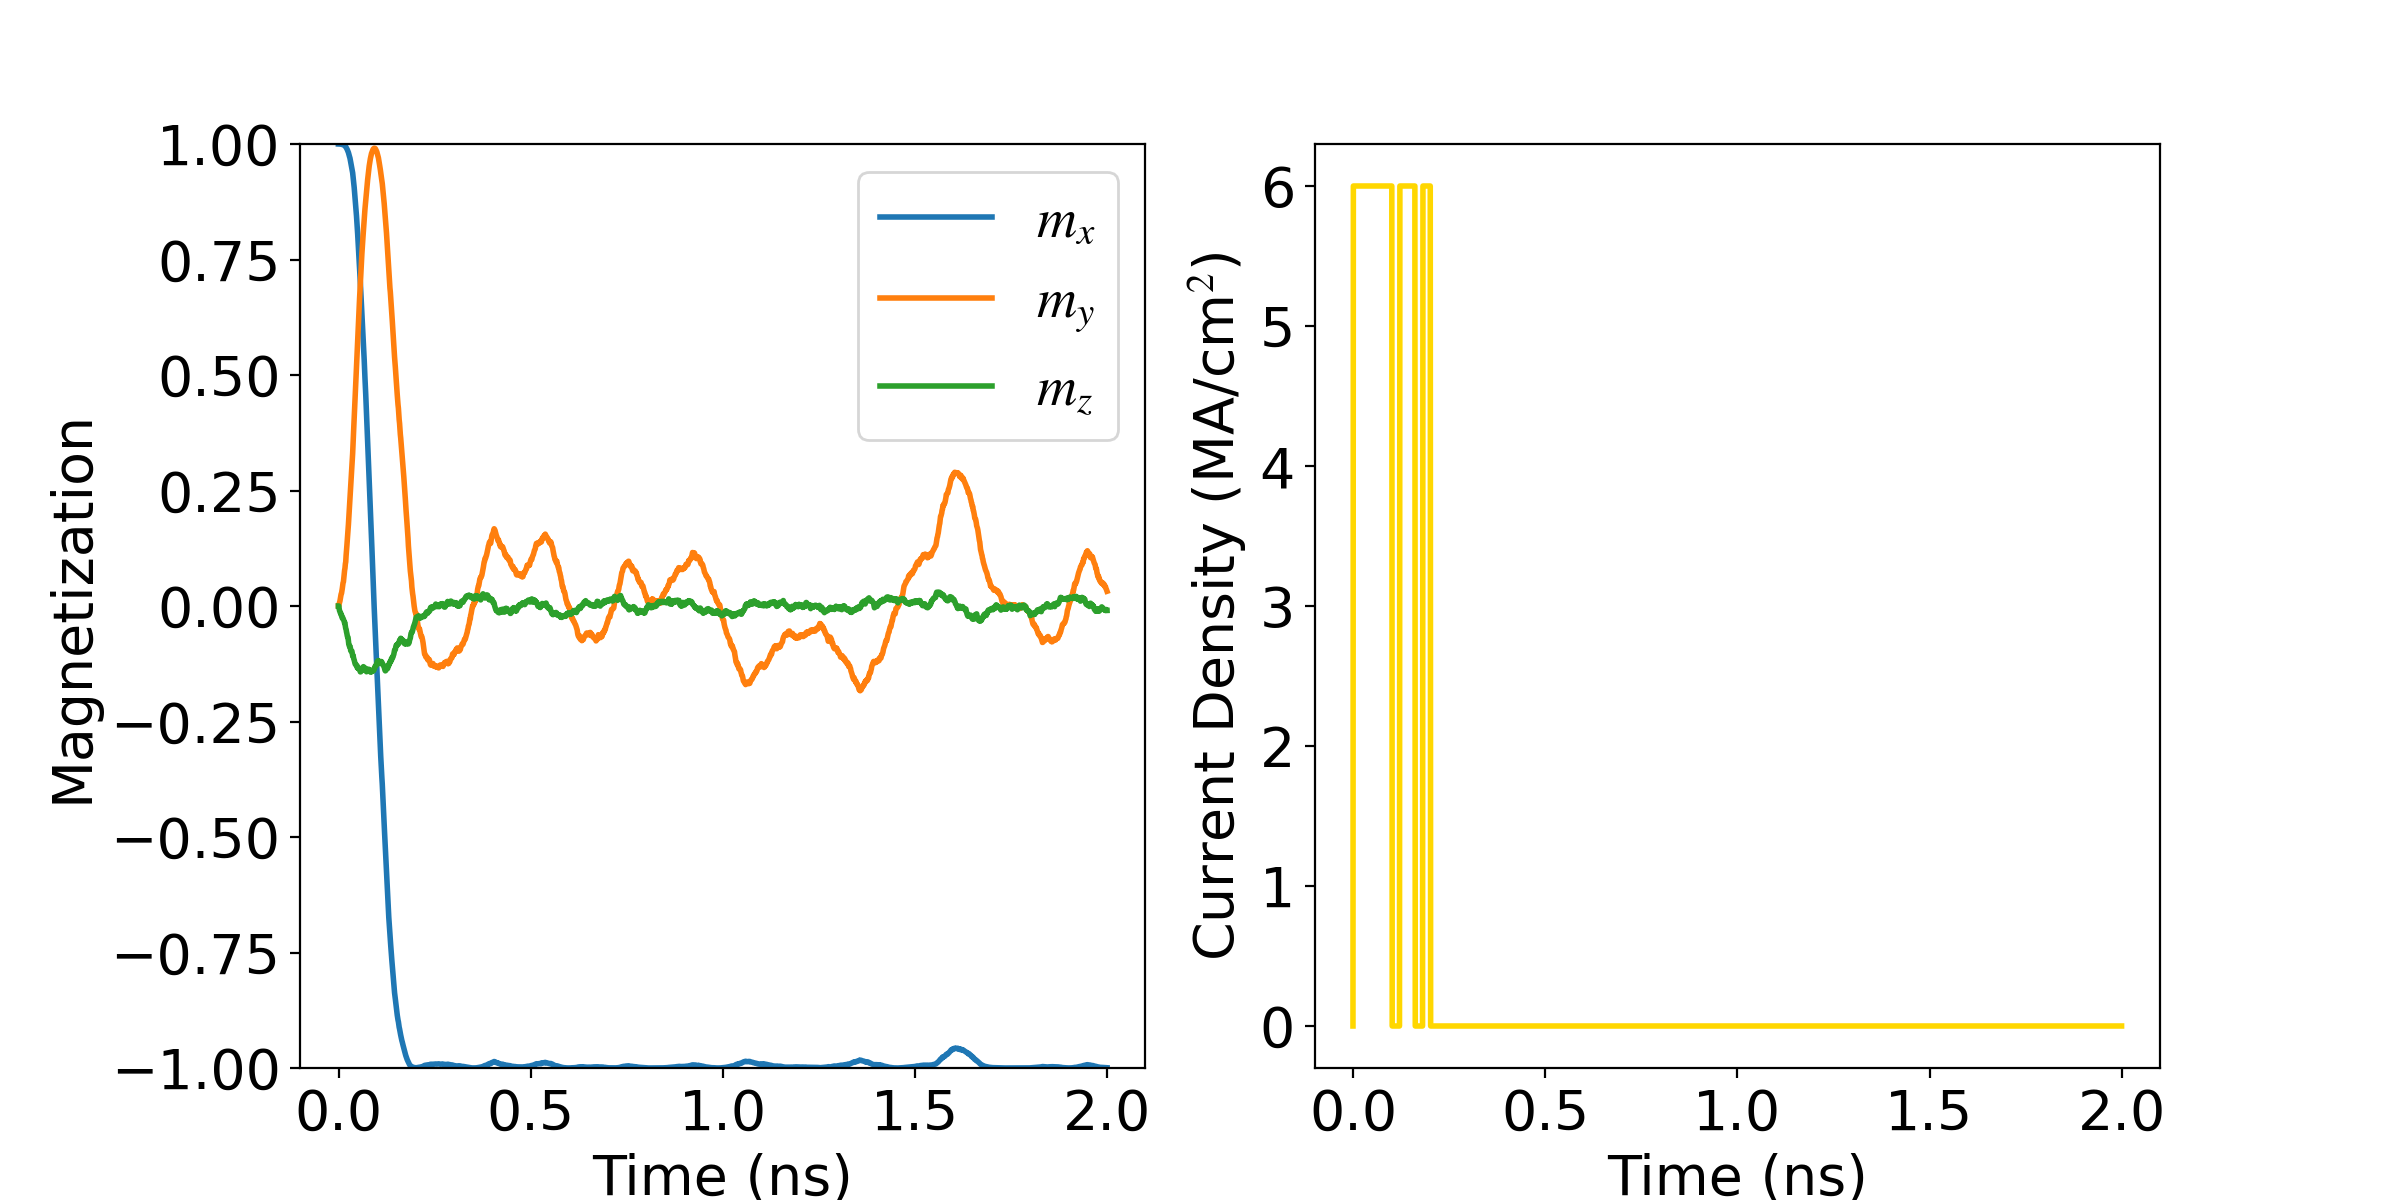 Magnetization
1.00
0.75
0.50
0.25
0.00
−0.25
−0.50
−0.75
−1.00
0.0 0.5 1.0 1.5 2.0
Time (ns)
m_x
m_y
m_z
Current Density (MA/cm²)
6
5
4
3
2
1
0
0.0 0.5 1.0 1.5 2.0
Time (ns)